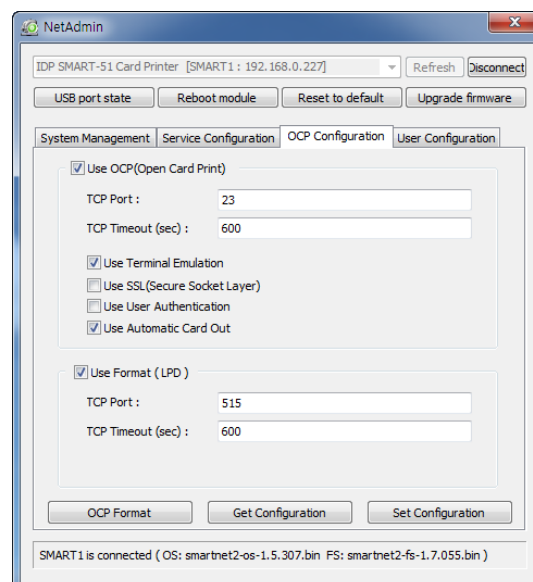 NetAdmin
IDP SMART-51 Card Printer [SMART1 : 192.168.0.227] Refresh Disconnect
USB port state Reboot module Reset to default Upgrade firmware
System Management Service Configuration OCP Configuration User Configuration
Use OCP(Open Card Print)
TCP Port : 23
TCP Timeout (sec) : 600
Use Terminal Emulation
Use SSL(Secure Socket Layer)
Use User Authentication
Use Automatic Card Out
Use Format ( LPD )
TCP Port : 515
TCP Timeout (sec) : 600
OCP Format Get Configuration Set Configuration
SMART1 is connected ( OS: smartnet2-os-1.5.307.bin FS: smartnet2-fs-1.7.055.bin )